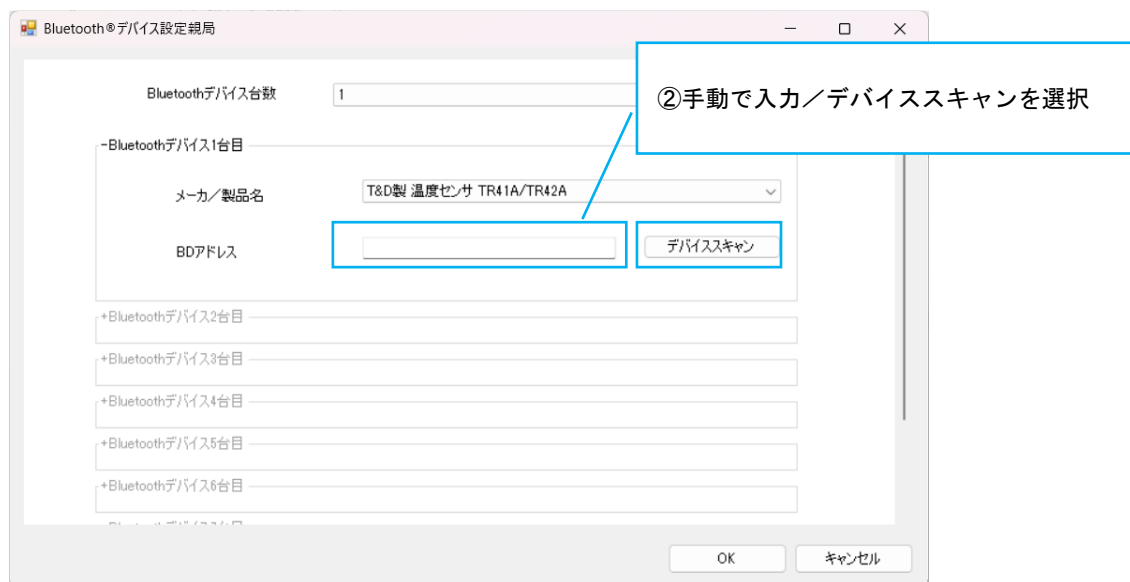 Bluetooth®デバイス設定親局
Bluetoothデバイス台数
1
②手動で入力／デバイススキャンを選択
-Bluetoothデバイス1台目
メーカ／製品名
T&D製 温度センサ TR41A/TR42A
BDアドレス
デバイススキャン
+Bluetoothデバイス2台目
+Bluetoothデバイス3台目
+Bluetoothデバイス4台目
+Bluetoothデバイス5台目
+Bluetoothデバイス6台目
OK
キャンセル